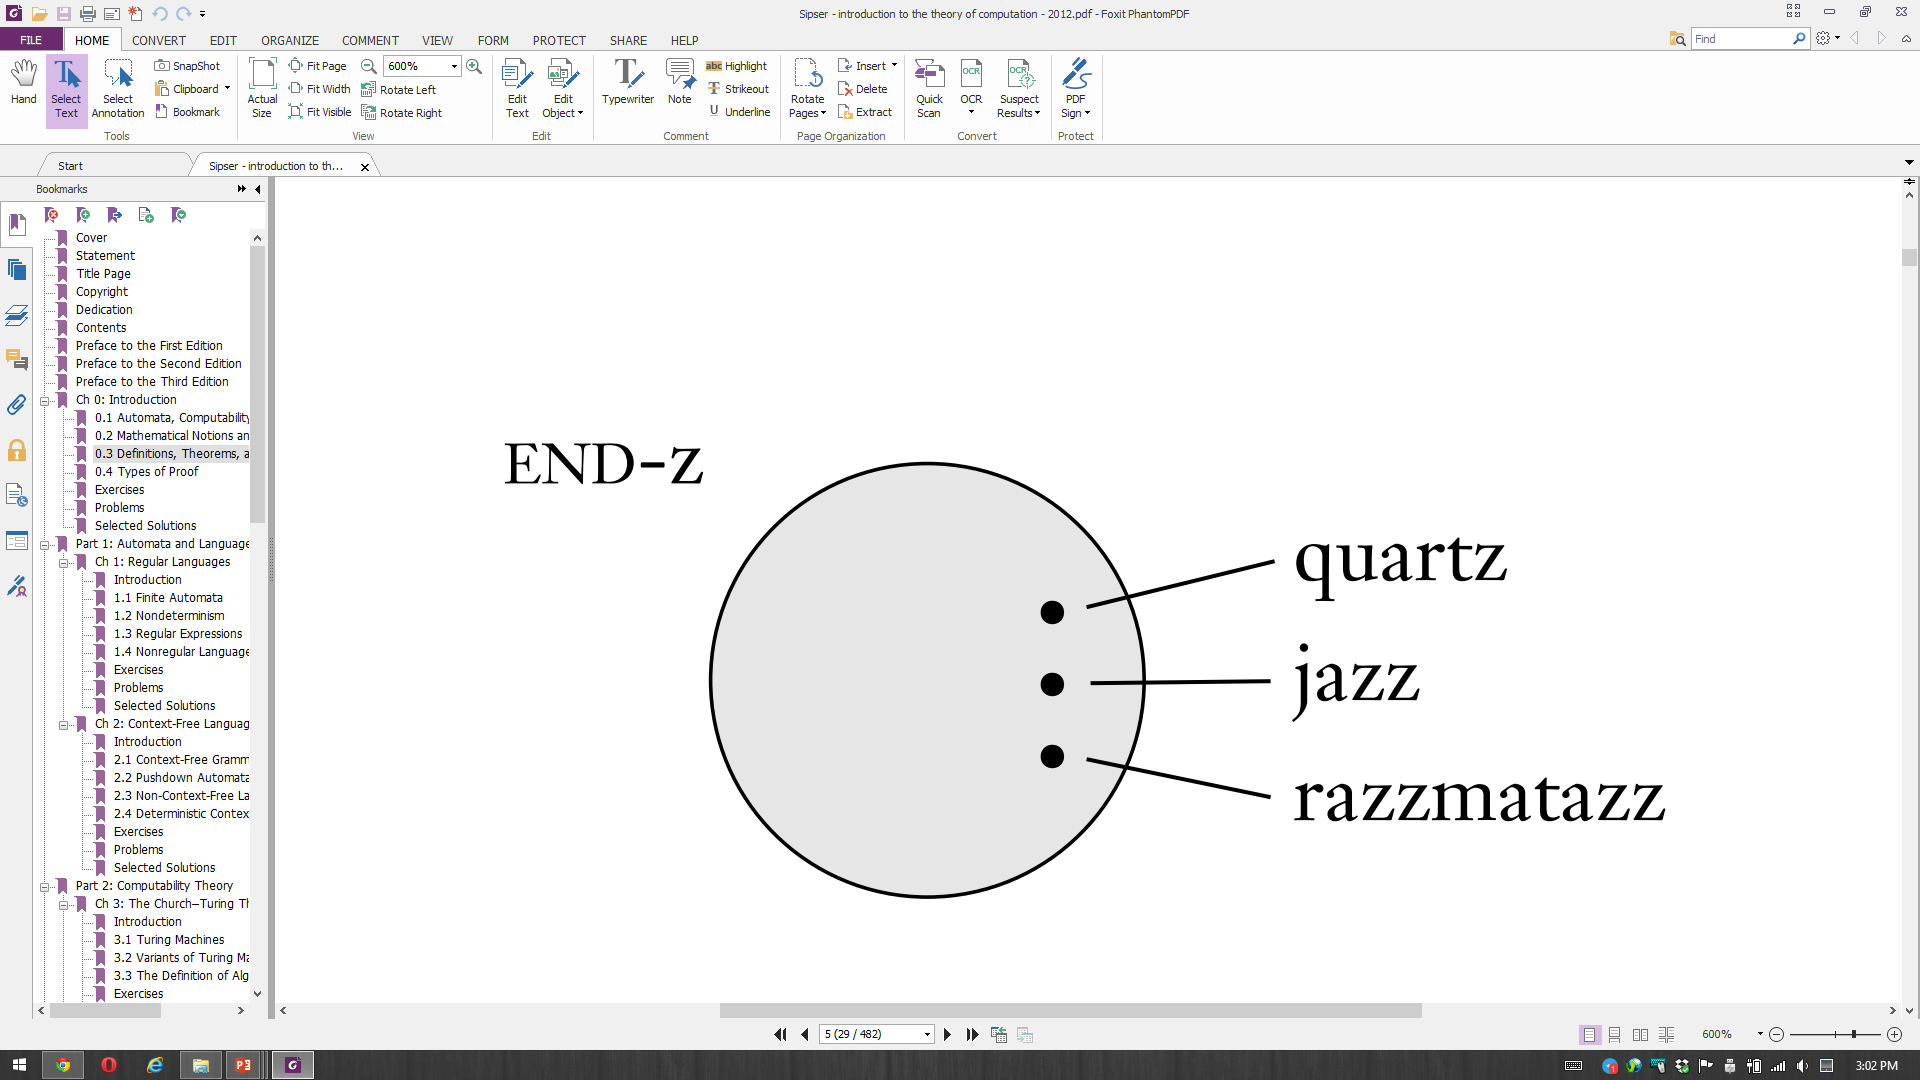 Sipser - introduction to the theory of computation - 2012.pdf - Foxit PhantomPDF
FILE HOME CONVERT EDIT ORGANIZE COMMENT VIEW FORM PROTECT SHARE HELP
Find
Hand
Select Text
Select Annotation
SnapShot
Clipboard
Bookmark
Tools
Actual Size
Fit Page
Fit Width
Fit Visible
600%
Rotate Left
Rotate Right
View
Edit Text
Edit Object
Edit
Typewriter
Note
Highlight
Strikeout
Underline
Comment
Rotate Pages
Insert
Delete
Extract
Page Organization
Quick Scan
OCR
Suspect Results
Convert
PDF Sign
Protect
Start
Sipser - introduction to th...
Bookmarks
Cover
Statement
Title Page
Copyright
Dedication
Contents
Preface to the First Edition
Preface to the Second Edition
Preface to the Third Edition
Ch 0: Introduction
0.1 Automata, Computability
0.2 Mathematical Notions an
0.3 Definitions, Theorems, a
0.4 Types of Proof
Exercises
Problems
Selected Solutions
Part 1: Automata and Language
Ch 1: Regular Languages
Introduction
1.1 Finite Automata
1.2 Nondeterminism
1.3 Regular Expressions
1.4 Nonregular Language
Exercises
Problems
Selected Solutions
Ch 2: Context-Free Languag
Introduction
2.1 Context-Free Gramm
2.2 Pushdown Automata
2.3 Non-Context-Free La
2.4 Deterministic Contex
Exercises
Problems
Selected Solutions
Part 2: Computability Theory
Ch 3: The Church–Turing Th
Introduction
3.1 Turing Machines
3.2 Variants of Turing Ma
3.3 The Definition of Alg
Exercises
END-Z
quartz
jazz
razzmatazz
5 (29 / 482)
600%
3:02 PM